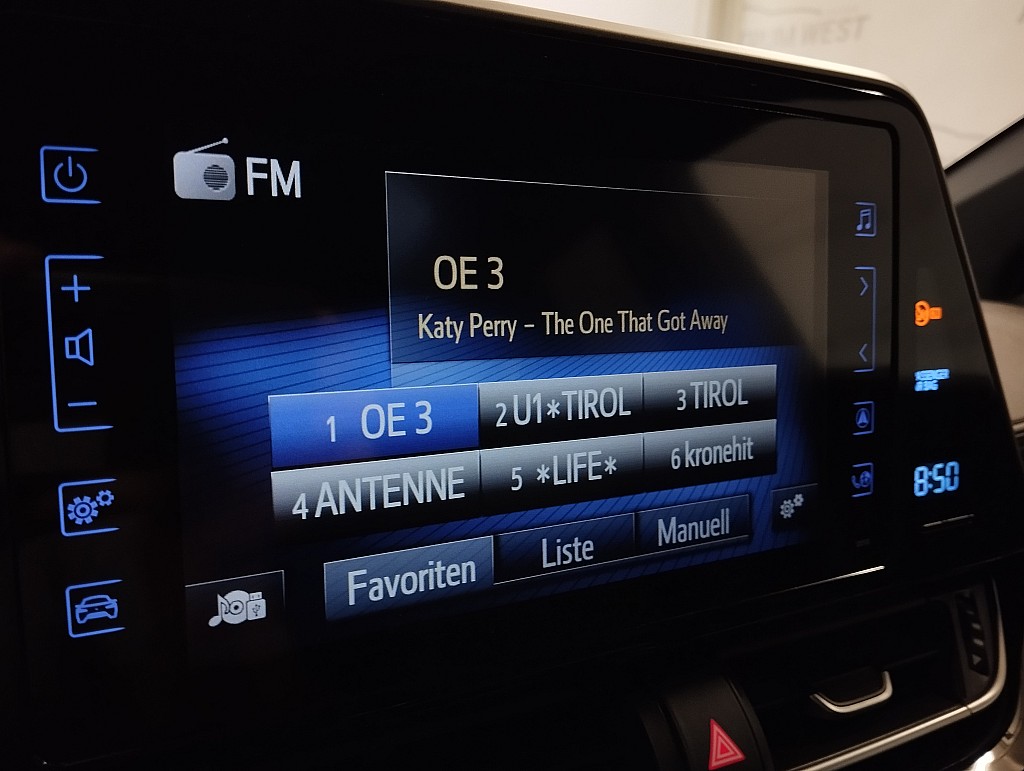 FM
OE 3
Katy Perry – The One That Got Away
1 OE 3
2 U1*TIROL
3 TIROL
4 ANTENNE
5 *LIFE*
6 kronehit
Favoriten
Liste
Manuell
8:50